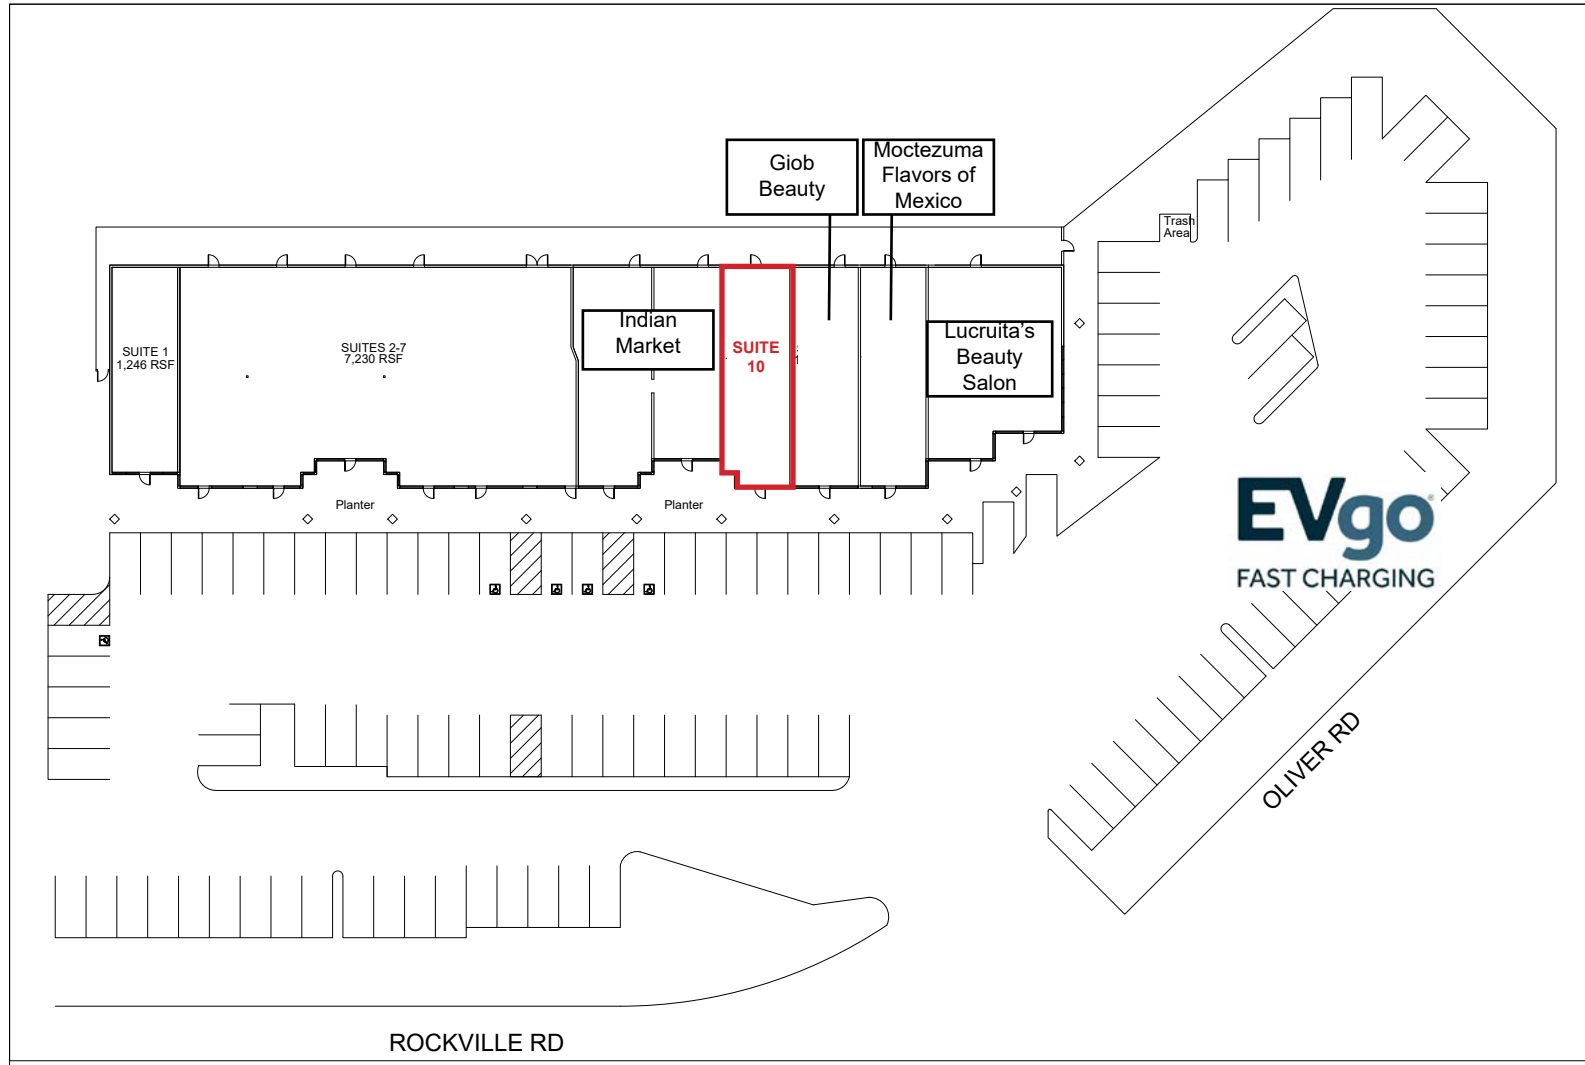 Giob
Beauty
Moctezuma
Flavors of
Mexico
Trash
Area
Indian
Market
SUITE 1
1,246 RSF
SUITES 2-7
7,230 RSF
SUITE
10
Lucruita's
Beauty
Salon
Planter
Planter
EVgo
FAST CHARGING
OLIVER RD
ROCKVILLE RD